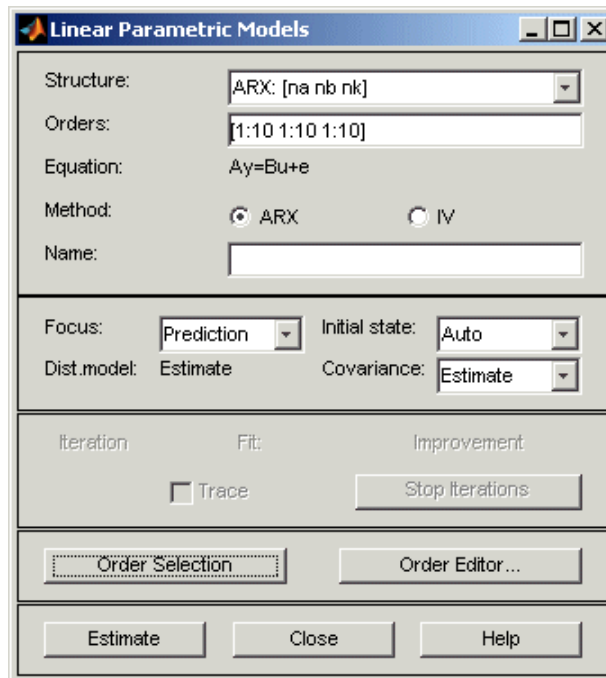 Linear Parametric Models
Structure: ARX: [na nb nk]
Orders: [1:10 1:10 1:10]
Equation: Ay=Bu+e
Method: ARX IV
Name:
Focus: Prediction Initial state: Auto
Dist.model: Estimate Covariance: Estimate
Iteration Fit: Improvement
Trace Stop Iterations
Order Selection Order Editor...
Estimate Close Help